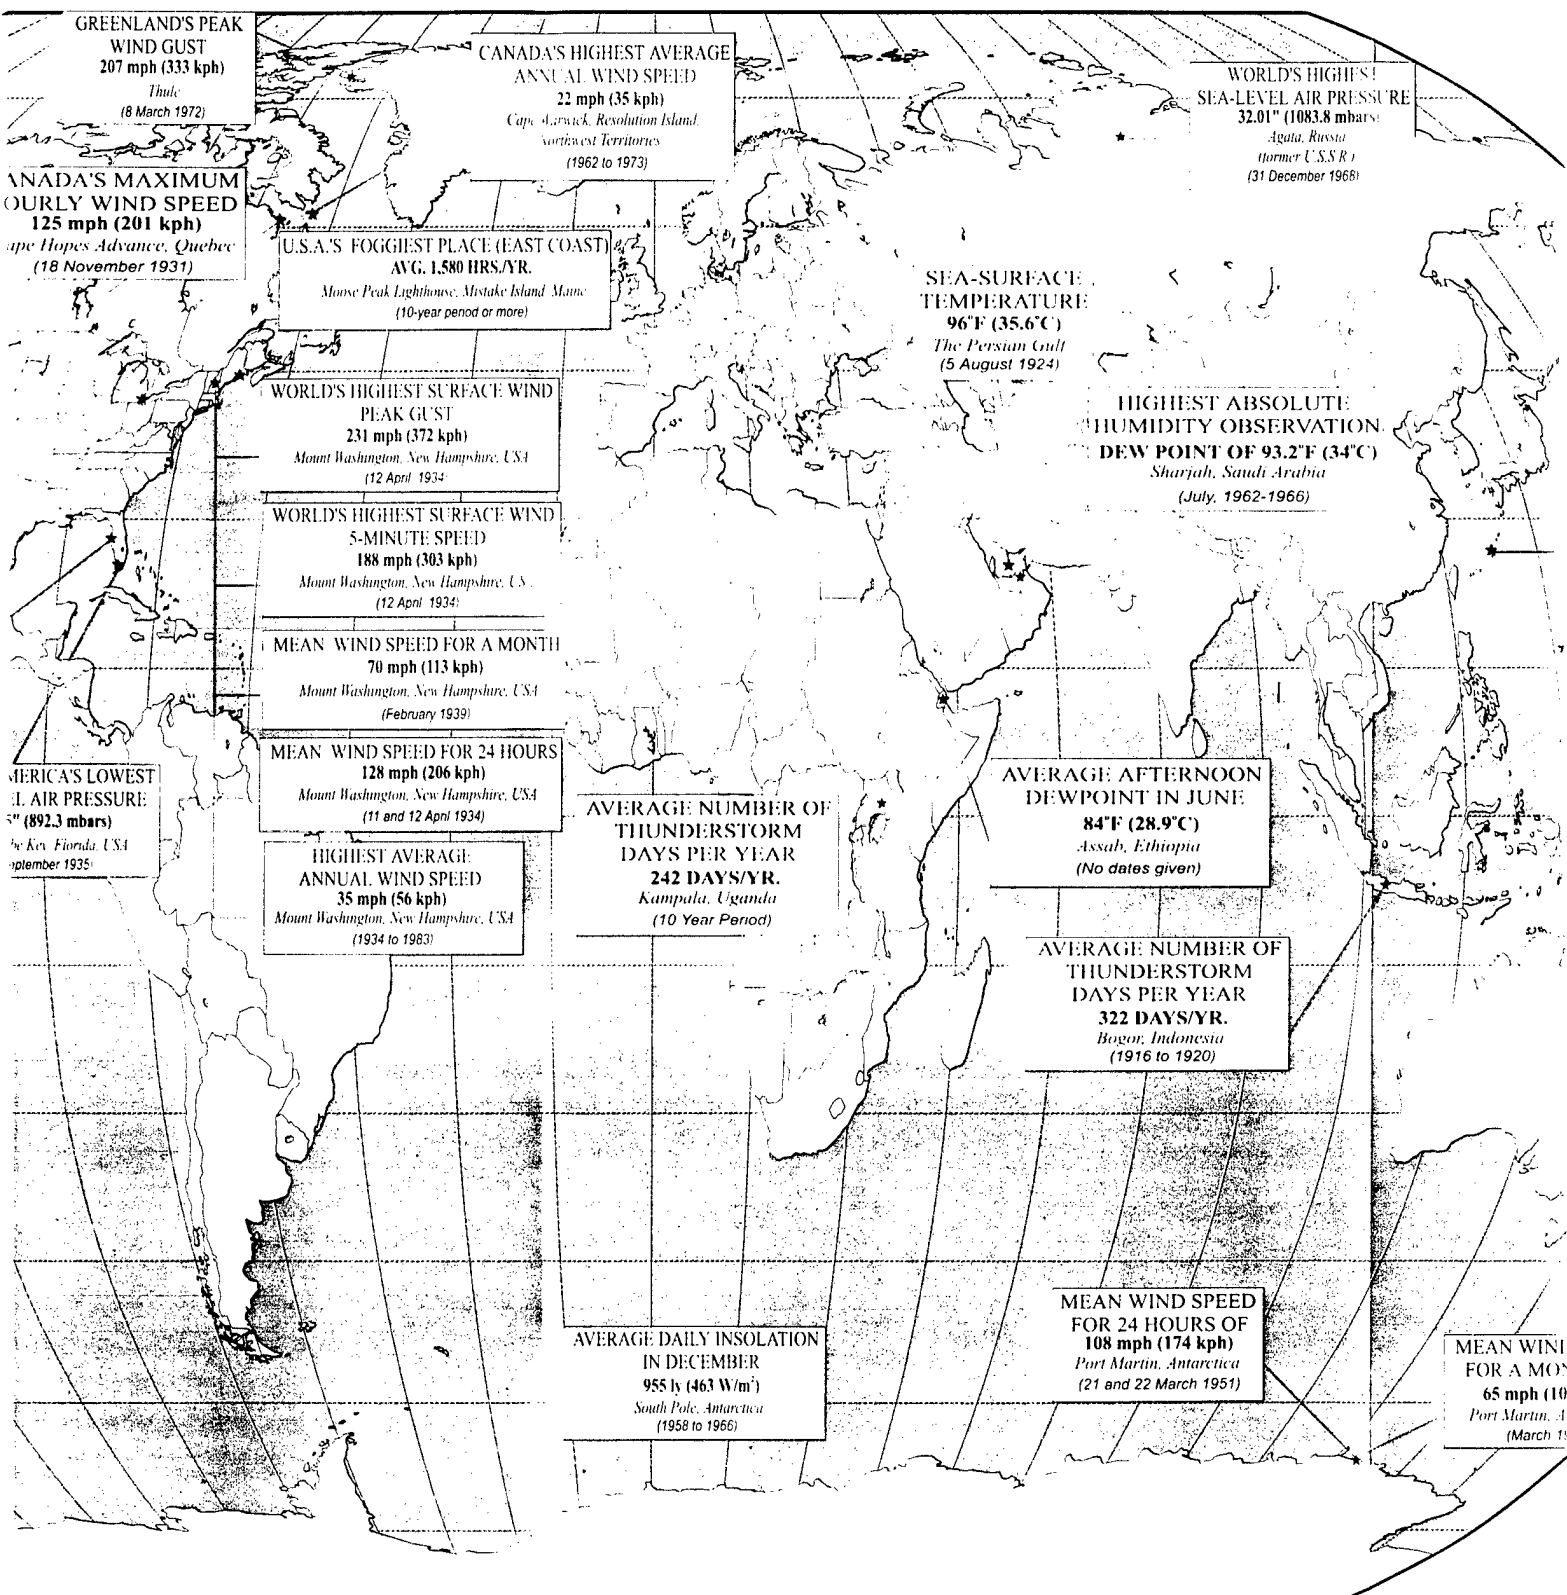 GREENLAND'S PEAK
WIND GUST
207 mph (333 kph)
Thule
(8 March 1972)
CANADA'S HIGHEST AVERAGE
ANNUAL WIND SPEED
22 mph (35 kph)
Cape Warwick, Resolution Island,
Northwest Territories
(1962 to 1973)
WORLD'S HIGHEST
SEA-LEVEL AIR PRESSURE
32.01" (1083.8 mbars)
Agata, Russia
(former U.S.S.R.)
(31 December 1968)
ANADA'S MAXIMUM
OURLY WIND SPEED
125 mph (201 kph)
ape Hopes Advance, Quebec
(18 November 1931)
U.S.A.'S FOGGIEST PLACE (EAST COAST)
AVG. 1,580 HRS./YR.
Moose Peak Lighthouse, Mistake Island, Maine
(10-year period or more)
SEA-SURFACE
TEMPERATURE
96°F (35.6°C)
The Persian Gulf
(5 August 1924)
WORLD'S HIGHEST SURFACE WIND
PEAK GUST
231 mph (372 kph)
Mount Washington, New Hampshire, USA
(12 April 1934)
HIGHEST ABSOLUTE
HUMIDITY OBSERVATION
DEW POINT OF 93.2°F (34°C)
Sharjah, Saudi Arabia
(July, 1962-1966)
WORLD'S HIGHEST SURFACE WIND
5-MINUTE SPEED
188 mph (303 kph)
Mount Washington, New Hampshire, US
(12 April 1934)
MEAN WIND SPEED FOR A MONTH
70 mph (113 kph)
Mount Washington, New Hampshire, USA
(February 1939)
MEAN WIND SPEED FOR 24 HOURS
128 mph (206 kph)
Mount Washington, New Hampshire, USA
(11 and 12 April 1934)
MERICA'S LOWEST
EL AIR PRESSURE
5" (892.3 mbars)
be Key, Florida, USA
eptember 1935)
HIGHEST AVERAGE
ANNUAL WIND SPEED
35 mph (56 kph)
Mount Washington, New Hampshire, USA
(1934 to 1983)
AVERAGE NUMBER OF
THUNDERSTORM
DAYS PER YEAR
242 DAYS/YR.
Kampala, Uganda
(10 Year Period)
AVERAGE AFTERNOON
DEWPOINT IN JUNE
84°F (28.9°C)
Assab, Ethiopia
(No dates given)
AVERAGE NUMBER OF
THUNDERSTORM
DAYS PER YEAR
322 DAYS/YR.
Bogor, Indonesia
(1916 to 1920)
AVERAGE DAILY INSOLATION
IN DECEMBER
955 ly (463 W/m²)
South Pole, Antarctica
(1958 to 1966)
MEAN WIND SPEED
FOR 24 HOURS OF
108 mph (174 kph)
Port Martin, Antarctica
(21 and 22 March 1951)
MEAN WIND
FOR A MON
65 mph (10
Port Martin, A
(March 19